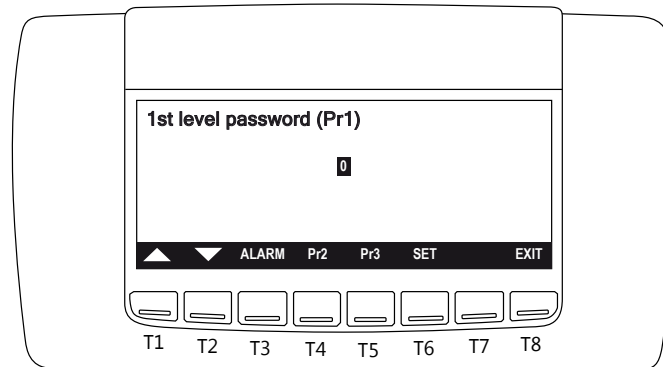 1st level password (Pr1)
0
ALARM Pr2 Pr3 SET EXIT
T1 T2 T3 T4 T5 T6 T7 T8